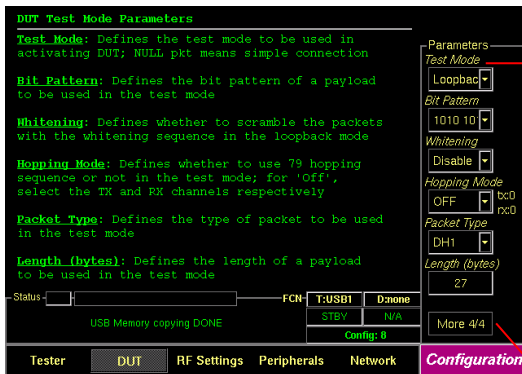 DUT Test Mode Parameters
Test Mode: Defines the test mode to be used in
activating DUT; NULL pkt means simple connection
Bit Pattern: Defines the bit pattern of a payload
to be used in the test mode
Whitening: Defines whether to scramble the packets
with the whitening sequence in the loopback mode
Hopping Mode: Defines whether to use 79 hopping
sequence or not in the test mode; for 'Off',
select the TX and PX channels respectively
Packet Type: Defines the type of packet to be used
in the test mode
Length (bytes): Defines the length of a payload
to be used in the test mode
Parameters
Test Mode
Loopbac
Bit Pattern
1010 10
Whitening
Disable
Hopping Mode
OFF
tx:0
rx:0
Packet Type
DH1
Length (bytes)
27
More 4/4
Status
FCN
T:USB1
D:none
STBY
N/A
USB Memory copying DONE
Config: 8
Tester
DUT
RF Settings
Peripherals
Network
Configuration